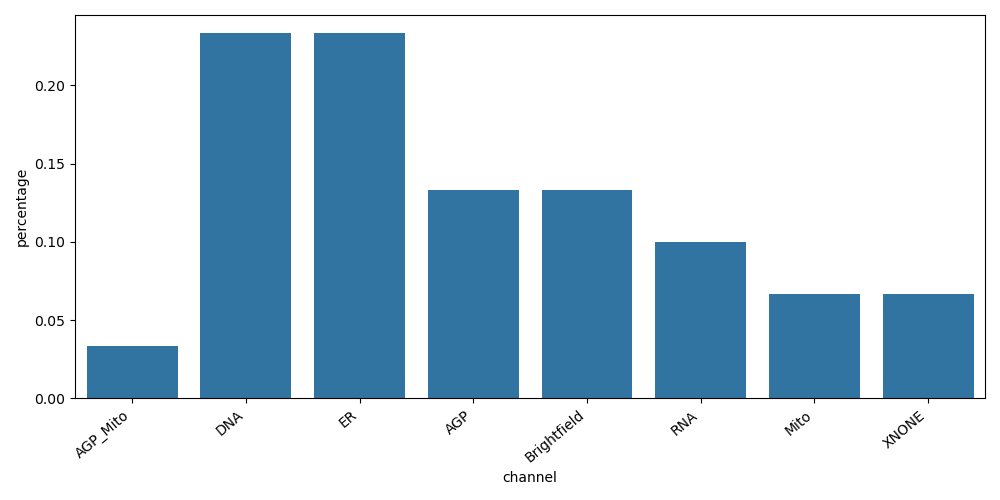 percentage
0.20
0.15
0.10
0.05
0.00
AGP_Mito
DNA
ER
AGP
Brightfield
RNA
Mito
XNONE
channel